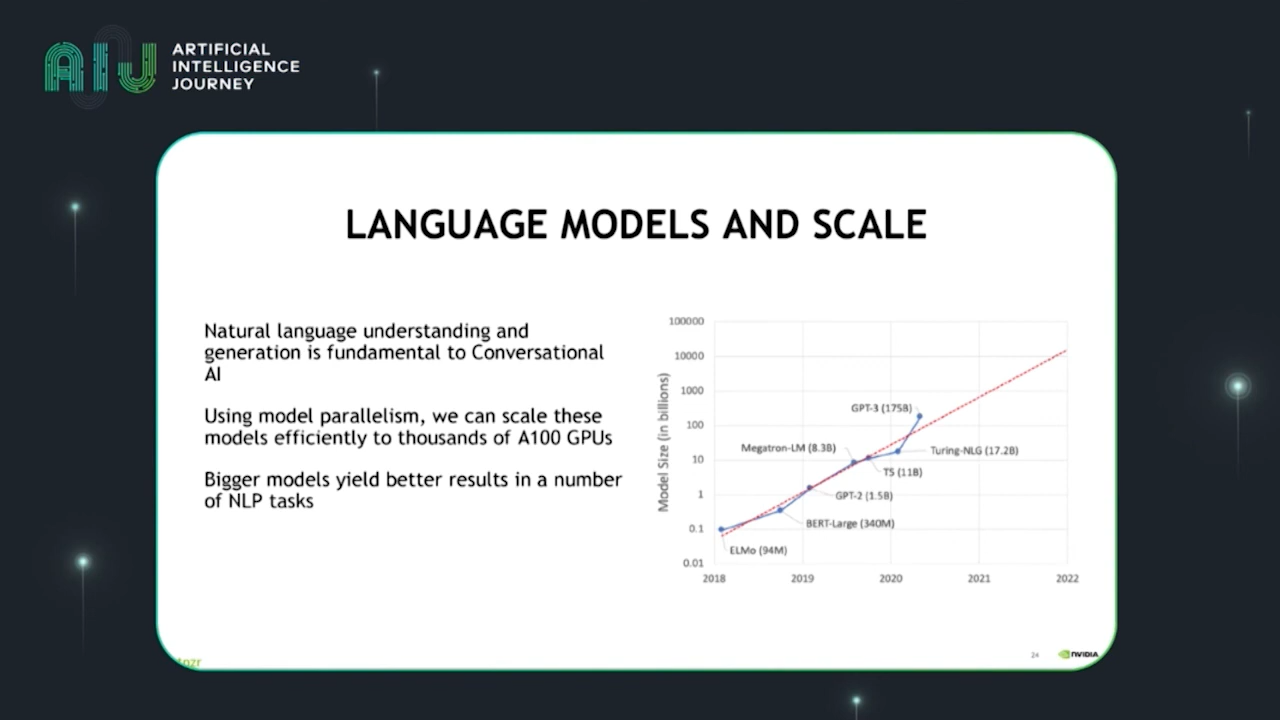 ARTIFICIAL
INTELLIGENCE
JOURNEY
LANGUAGE MODELS AND SCALE
Natural language understanding and
generation is fundamental to Conversational
AI
Using model parallelism, we can scale these
models efficiently to thousands of A100 GPUs
Bigger models yield better results in a number
of NLP tasks
Model Size (in billions)
100000
10000
1000
100
10
1
0.1
0.01
GPT-3 (175B)
Megatron-LM (8.3B)
Turing-NLG (17.2B)
T5 (11B)
GPT-2 (1.5B)
BERT-Large (340M)
ELMo (94M)
2018 2019 2020 2021 2022
24
NVIDIA